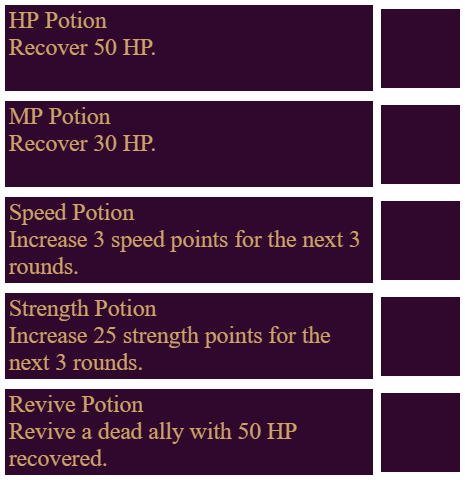 HP Potion
Recover 50 HP.
MP Potion
Recover 30 HP.
Speed Potion
Increase 3 speed points for the next 3
rounds.
Strength Potion
Increase 25 strength points for the
next 3 rounds.
Revive Potion
Revive a dead ally with 50 HP
recovered.